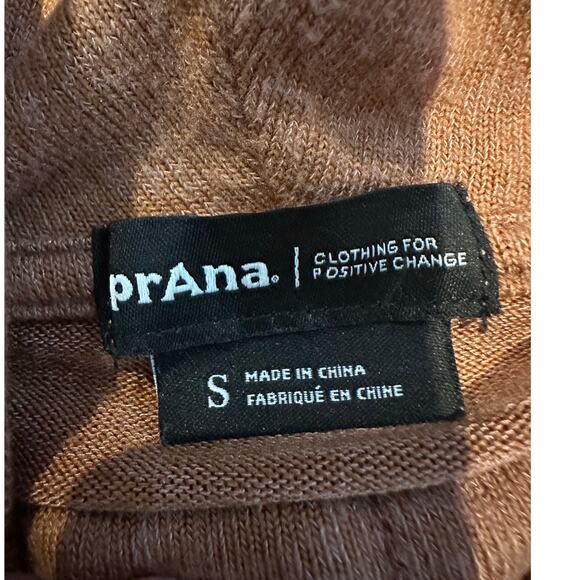 prAna. | CLOTHING FOR
POSITIVE CHANGE
S MADE IN CHINA
FABRIQUÉ EN CHINE